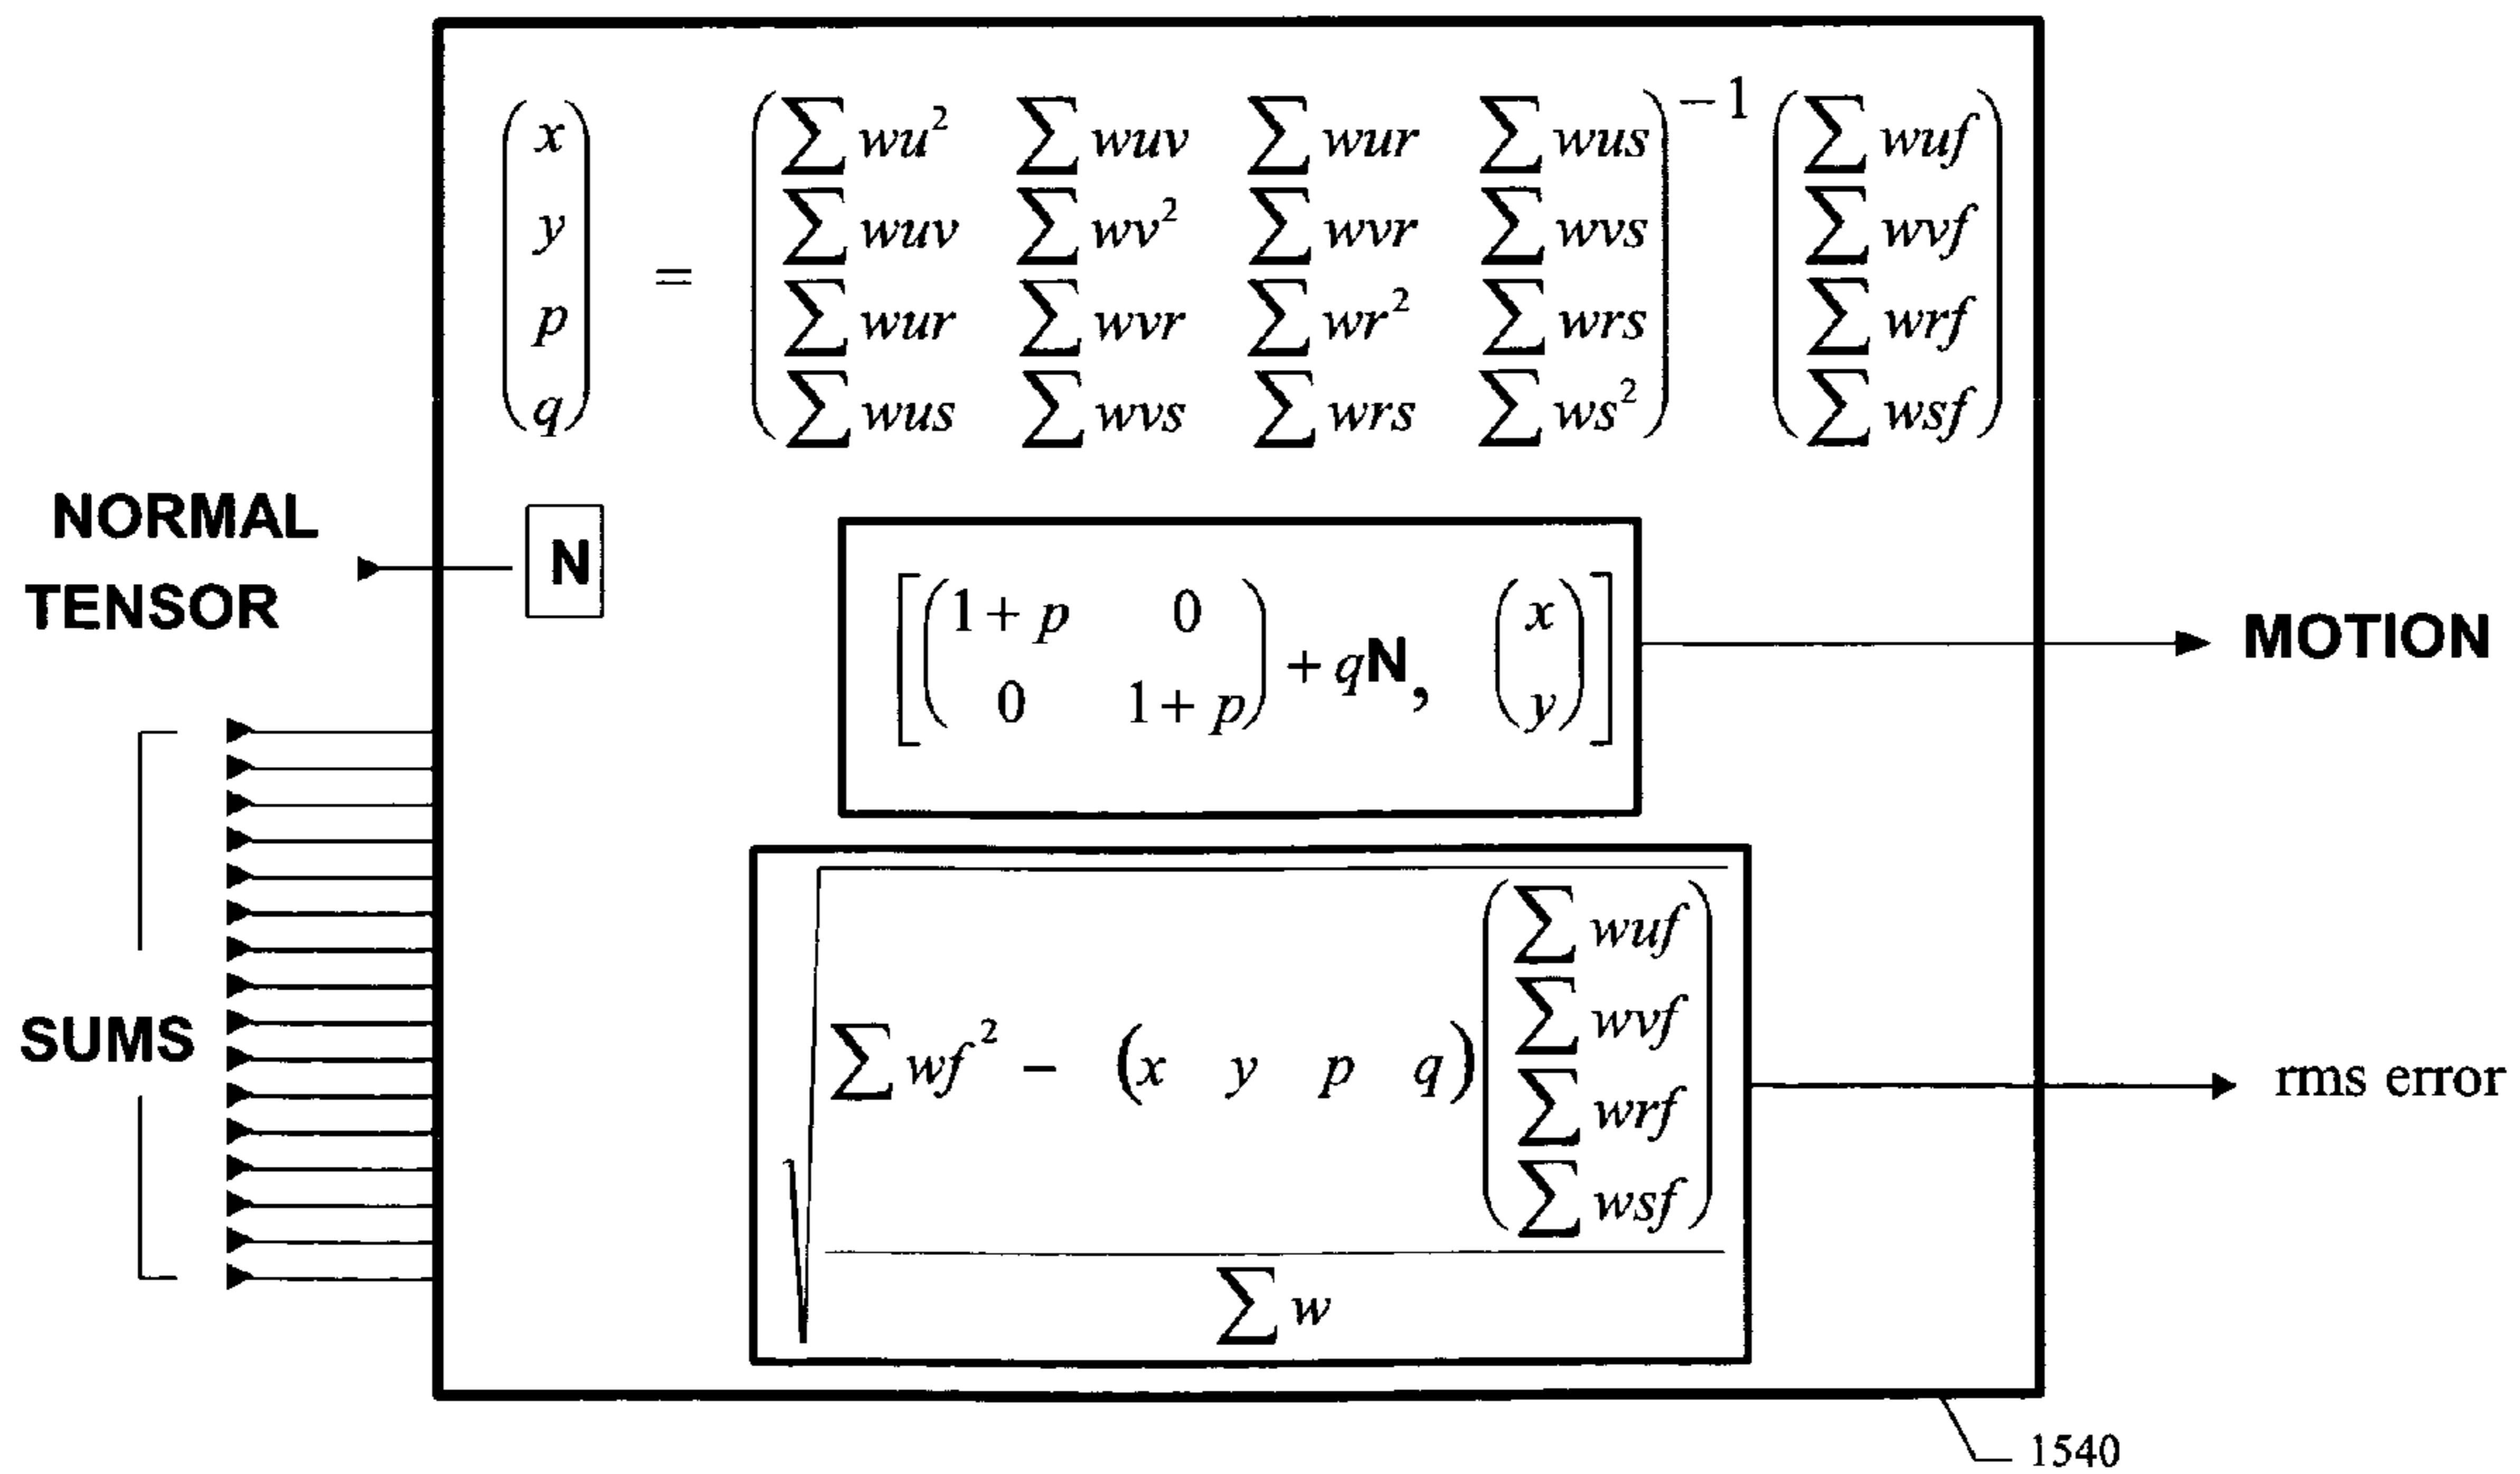 (x y p q) = (∑wu² ∑wuv ∑wur ∑wus
∑wuv ∑wv² ∑wvr ∑wvs
∑wur ∑wvr ∑wr² ∑wrs
∑wus ∑wvs ∑wrs ∑ws²)⁻¹ (∑wuf ∑wvf ∑wrf ∑wsf)
NORMAL
TENSOR
N
[(1 + p 0
0 1 + p) + qN, (x y)]
MOTION
SUMS
√ ∑wf² − (x y p q) (∑wuf
∑wvf
∑wrf
∑wsf)
∑w
rms error
1540